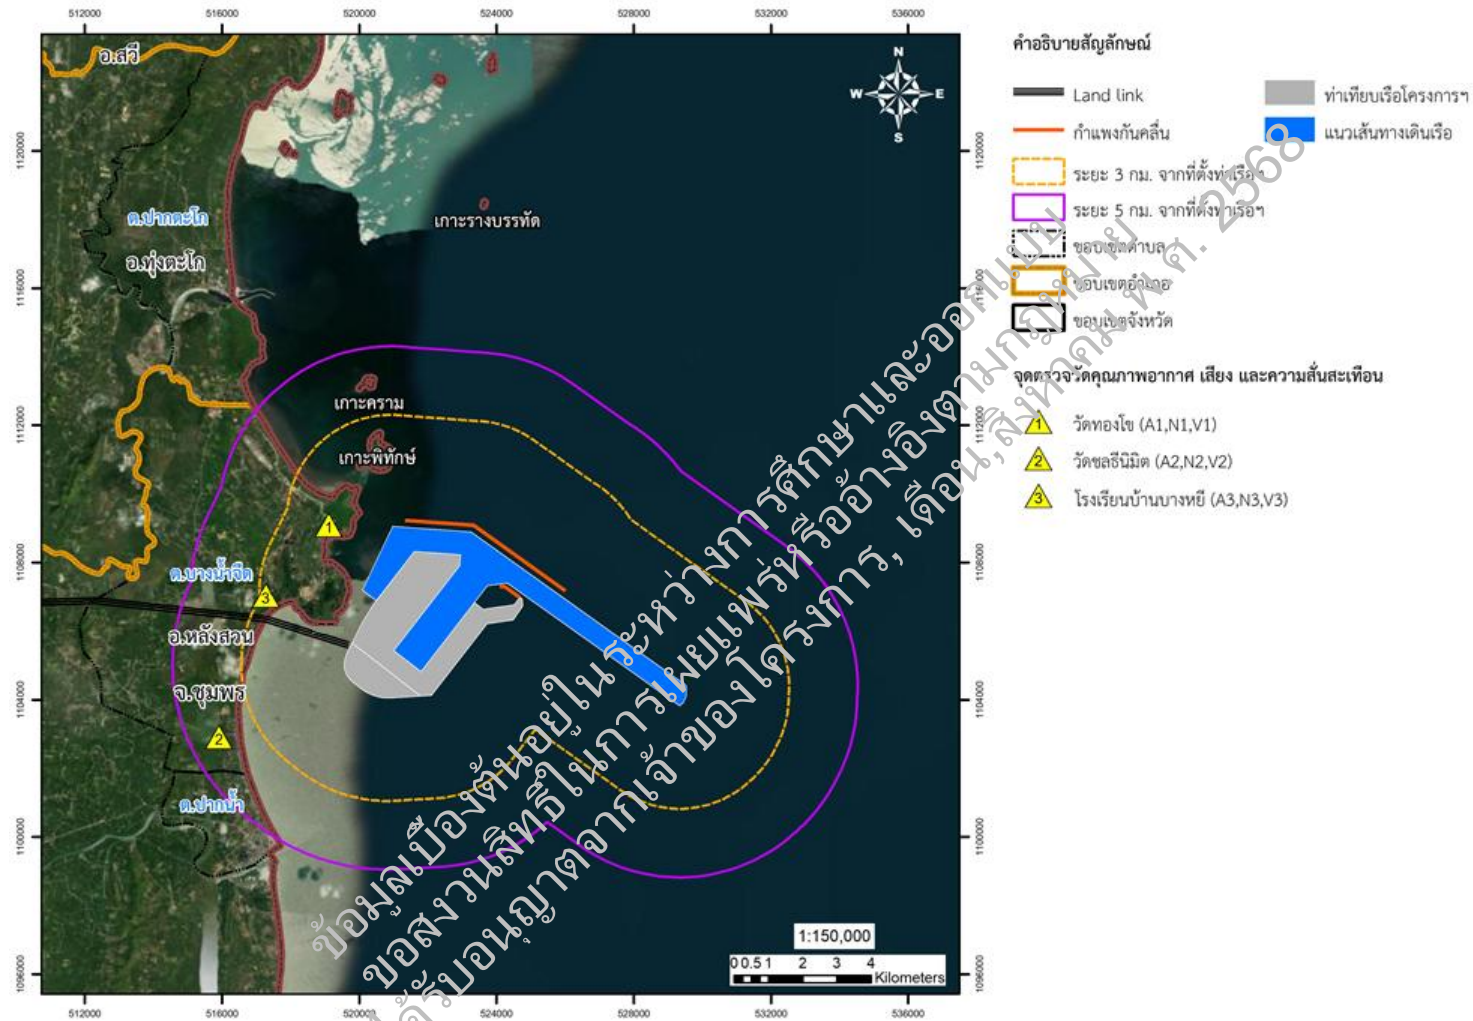 512000 516000 520000 524000 528000 532000 536000
อ.สวี
N
W E
S
1120000 1120000
ต.ปากตะโก
เกาะรางบรรทัด
อ.ทุ่งตะโก
1116000 1116000
เกาะคราม
1112000 1112000
เกาะพิทักษ์
1
1108000 1108000
ต.บางน้ำจืด
3
อ.หลังสวน
จ.ชุมพร
1104000 1104000
2
ต.ปากน้ำ
1100000 1100000
1:150,000
0 0.5 1 2 3 4
Kilometers
1096000 1096000
512000 516000 520000 524000 528000 532000 536000
คำอธิบายสัญลักษณ์
Land link
ท่าเทียบเรือโครงการฯ
กำแพงกันคลื่น
แนวเส้นทางเดินเรือ
ระยะ 3 กม. จากที่ตั้งท่าเรือฯ
ระยะ 5 กม. จากที่ตั้งท่าเรือฯ
ขอบเขตตำบล
ขอบเขตอำเภอ
ขอบเขตจังหวัด
จุดตรวจวัดคุณภาพอากาศ เสียง และความสั่นสะเทือน
1 วัดทองโข (A1,N1,V1)
2 วัดชลธีนิมิต (A2,N2,V2)
3 โรงเรียนบ้านบางหยี (A3,N3,V3)
ข้อมูลเบื้องต้นอยู่ในระหว่างการศึกษาและออกแบบ
ขอสงวนสิทธิ์ในการเผยแพร่หรืออ้างอิงตามกฎหมาย
ได้รับอนุญาตจากเจ้าของโครงการ, เดือน,สิงหาคม พ.ศ. 2568